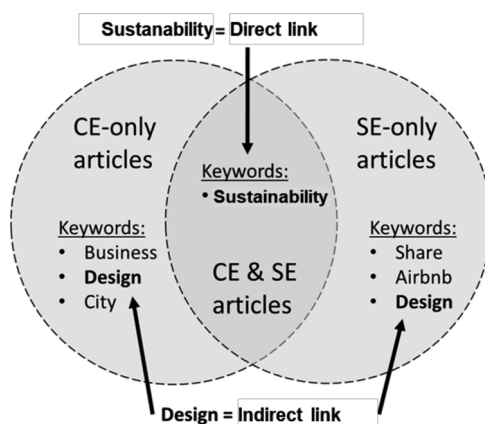 Sustanability = Direct link
CE-only
articles
SE-only
articles
Keywords:
• Sustainability
Keywords:
• Business
• Design
• City
Keywords:
• Share
• Airbnb
• Design
CE & SE
articles
Design = Indirect link